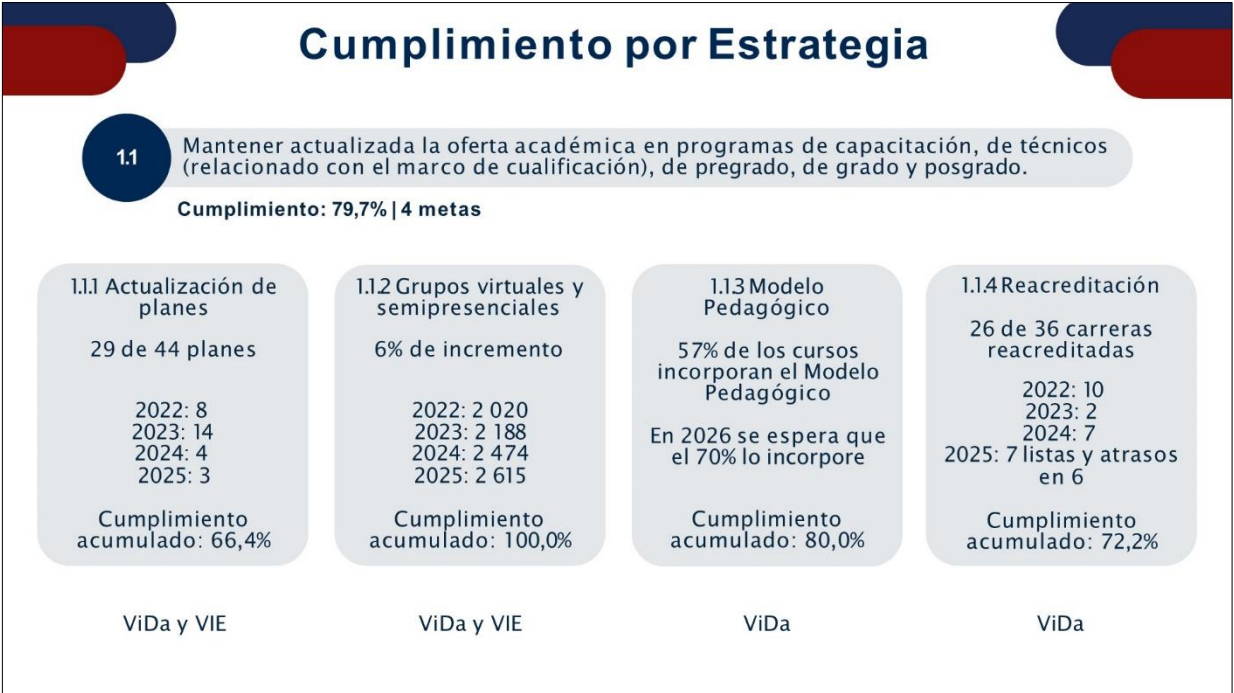 Cumplimiento por Estrategia
1.1
Mantener actualizada la oferta académica en programas de capacitación, de técnicos
(relacionado con el marco de cualificación), de pregrado, de grado y posgrado.
Cumplimiento: 79,7% | 4 metas
1.1.1 Actualización de
planes
29 de 44 planes
2022: 8
2023: 14
2024: 4
2025: 3
Cumplimiento
acumulado: 66,4%
ViDa y VIE
1.1.2 Grupos virtuales y
semipresenciales
6% de incremento
2022: 2 020
2023: 2 188
2024: 2 474
2025: 2 615
Cumplimiento
acumulado: 100,0%
ViDa y VIE
1.1.3 Modelo
Pedagógico
57% de los cursos
incorporan el Modelo
Pedagógico
En 2026 se espera que
el 70% lo incorpore
Cumplimiento
acumulado: 80,0%
ViDa
1.1.4 Reacreditación
26 de 36 carreras
reacreditadas
2022: 10
2023: 2
2024: 7
2025: 7 listas y atrasos
en 6
Cumplimiento
acumulado: 72,2%
ViDa